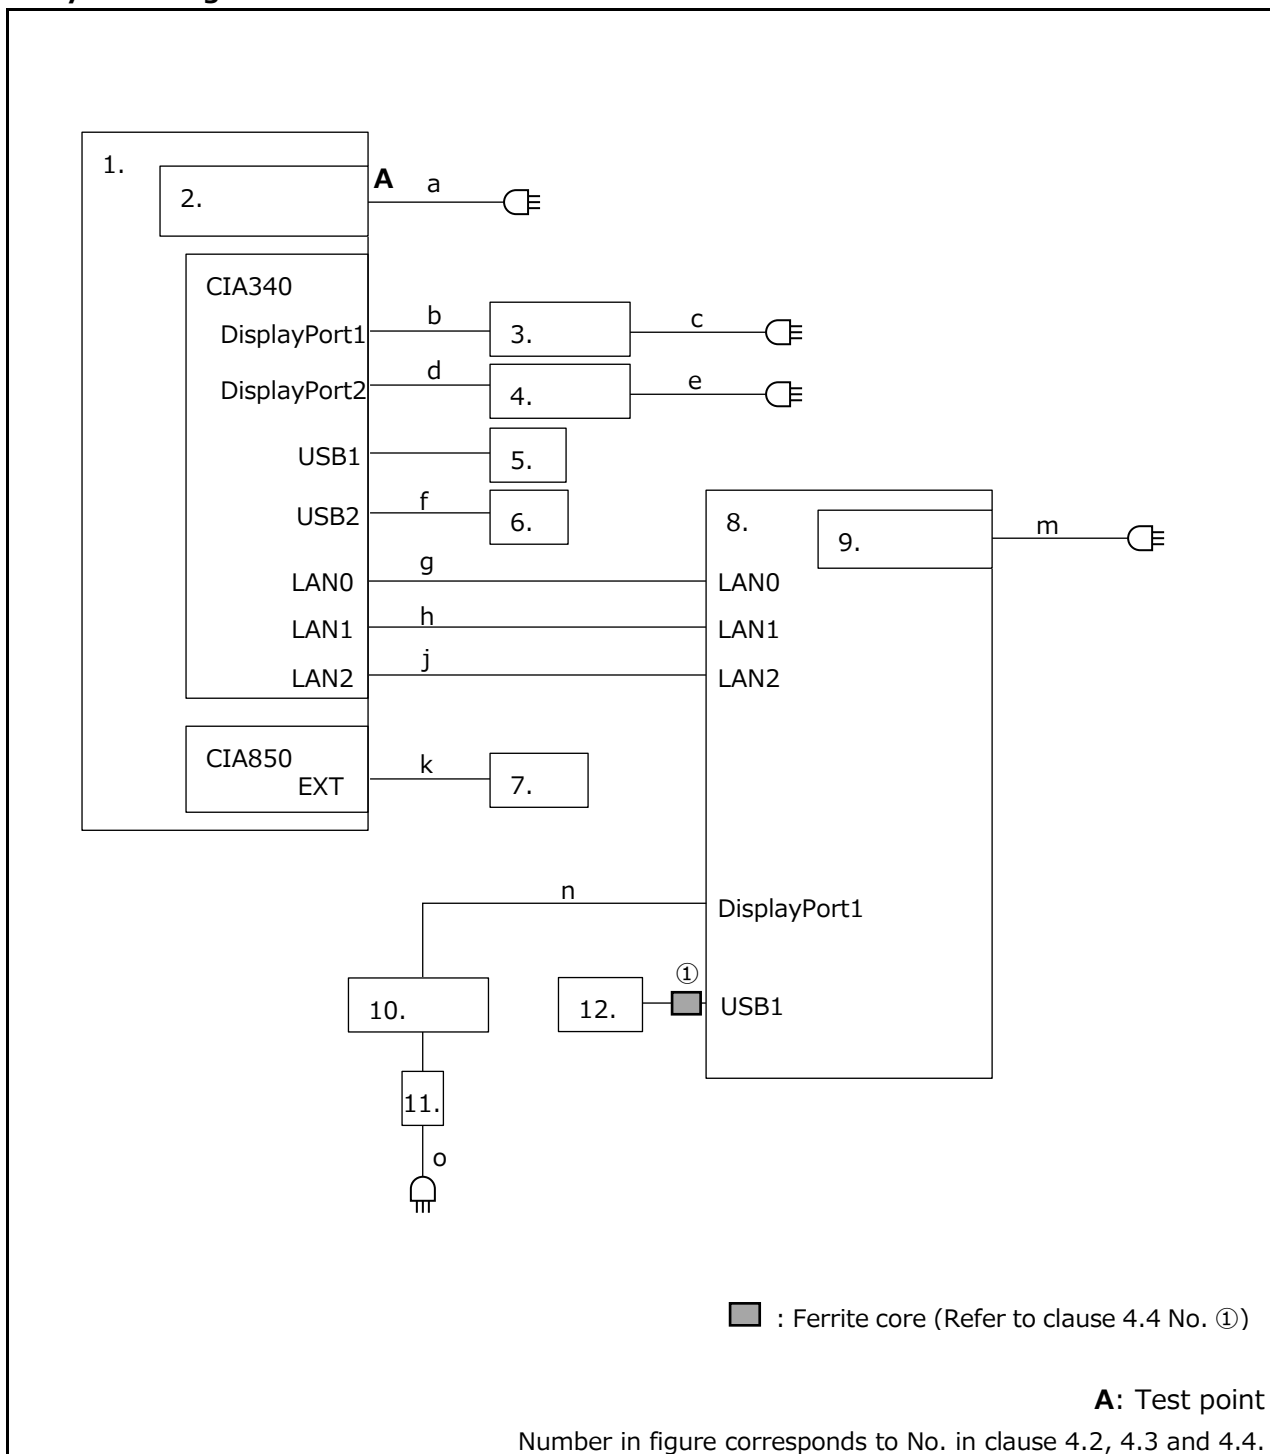 1.
2.
A
a
CIA340
DisplayPort1
b
3.
c
DisplayPort2
d
4.
e
USB1
5.
USB2
f
6.
8.
9.
m
LAN0
g
LAN0
LAN1
h
LAN1
LAN2
j
LAN2
CIA850
EXT
k
7.
n
DisplayPort1
10.
12.
①
USB1
11.
o
: Ferrite core (Refer to clause 4.4 No. ①)
A: Test point
Number in figure corresponds to No. in clause 4.2, 4.3 and 4.4.